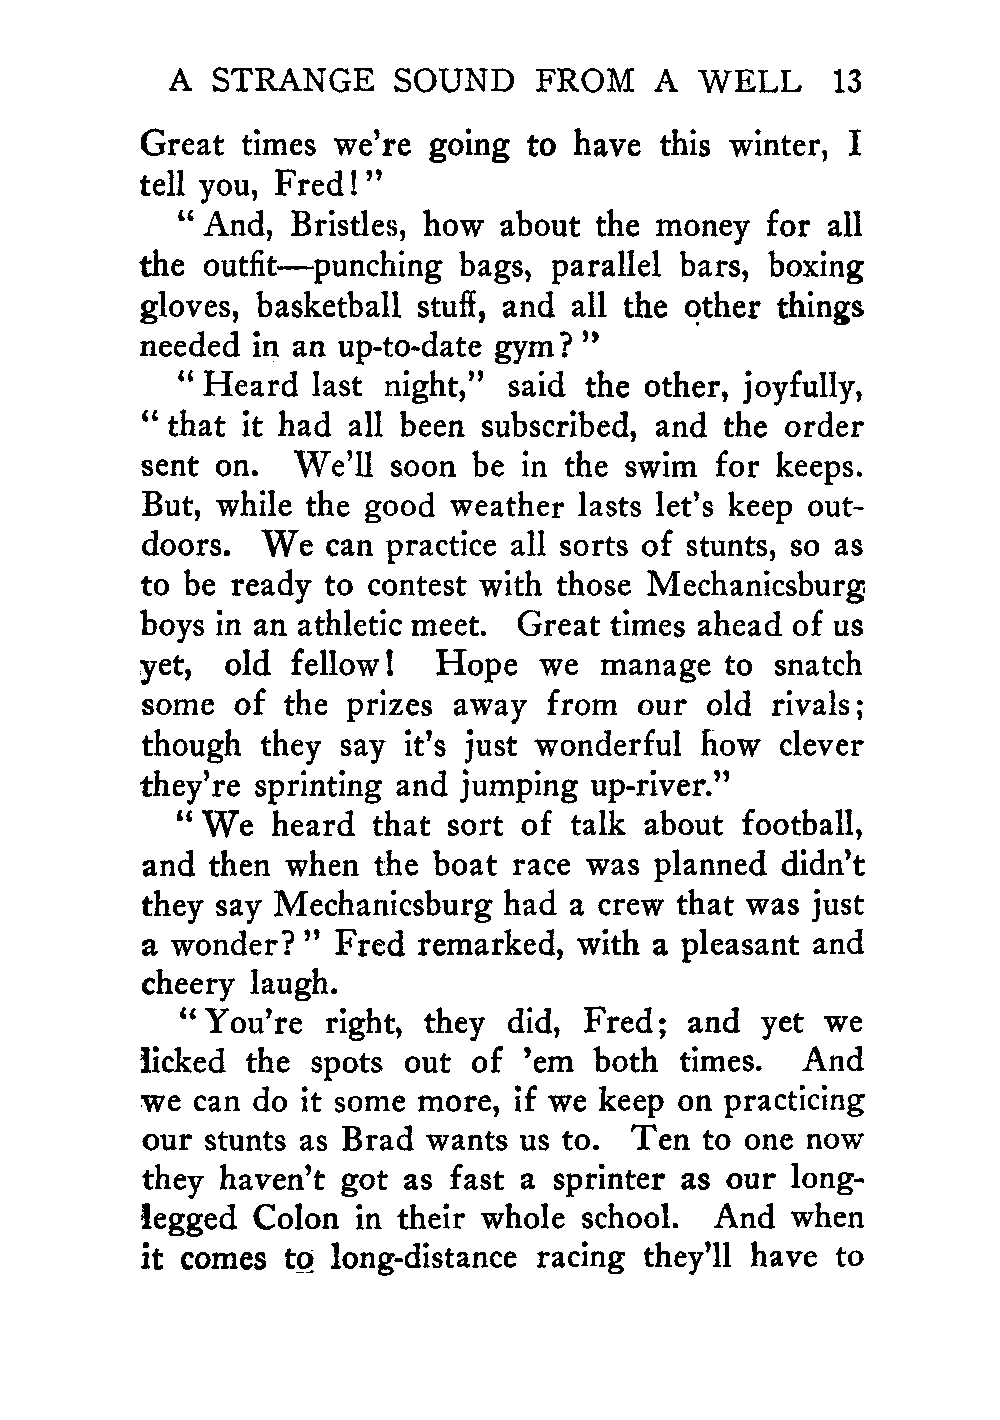 A STRANGE SOUND FROM A WELL 13
Great times we're going to have this winter, I
tell you, Fred!"
"And, Bristles, how about the money for all
the outfit—punching bags, parallel bars, boxing
gloves, basketball stuff, and all the other things
needed in an up-to-date gym?"
"Heard last night," said the other, joyfully,
"that it had all been subscribed, and the order
sent on. We'll soon be in the swim for keeps.
But, while the good weather lasts let's keep out-
doors. We can practice all sorts of stunts, so as
to be ready to contest with those Mechanicsburg
boys in an athletic meet. Great times ahead of us
yet, old fellow! Hope we manage to snatch
some of the prizes away from our old rivals;
though they say it's just wonderful how clever
they're sprinting and jumping up-river."
"We heard that sort of talk about football,
and then when the boat race was planned didn't
they say Mechanicsburg had a crew that was just
a wonder?" Fred remarked, with a pleasant and
cheery laugh.
"You're right, they did, Fred; and yet we
licked the spots out of 'em both times. And
we can do it some more, if we keep on practicing
our stunts as Brad wants us to. Ten to one now
they haven't got as fast a sprinter as our long-
legged Colon in their whole school. And when
it comes to long-distance racing they'll have to